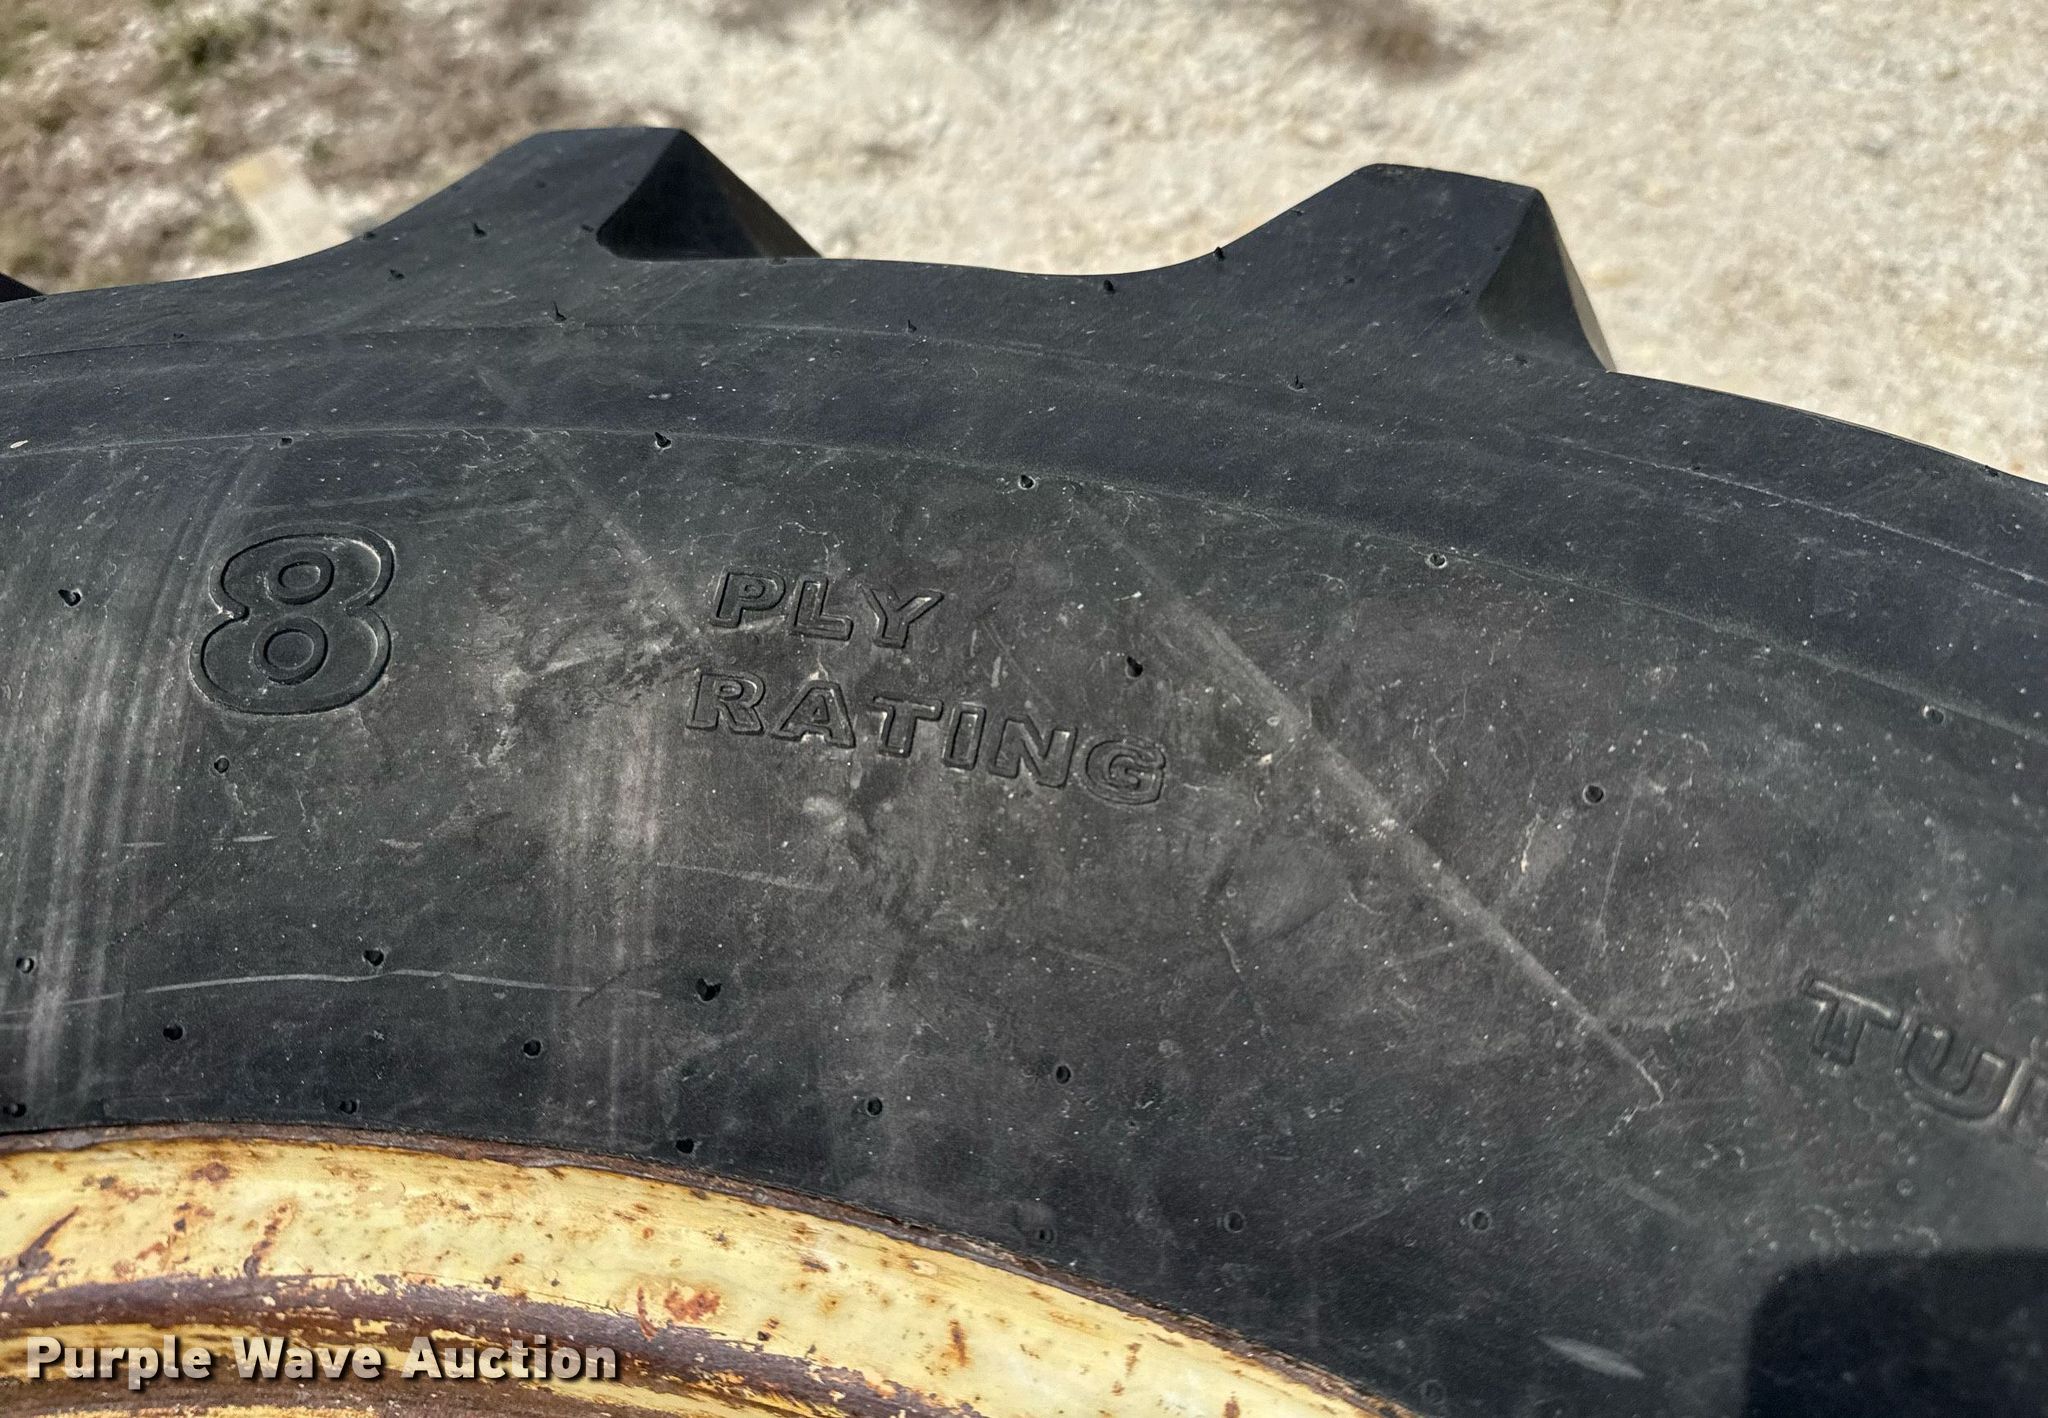 8
PLY
RATING
Purple Wave Auction